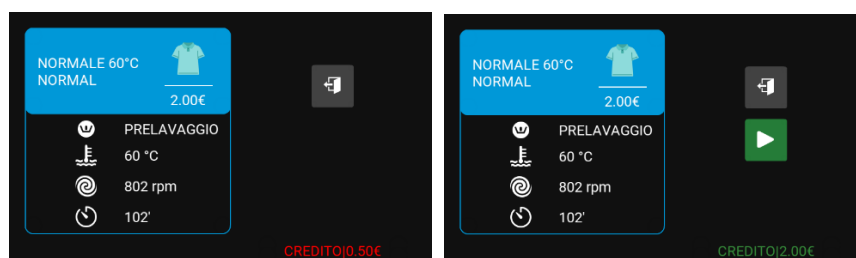 NORMALE 60°C
NORMAL
2.00€
PRELAVAGGIO
60 °C
802 rpm
102'
CREDITO|0.50€
NORMALE 60°C
NORMAL
2.00€
PRELAVAGGIO
60 °C
802 rpm
102'
CREDITO|2.00€